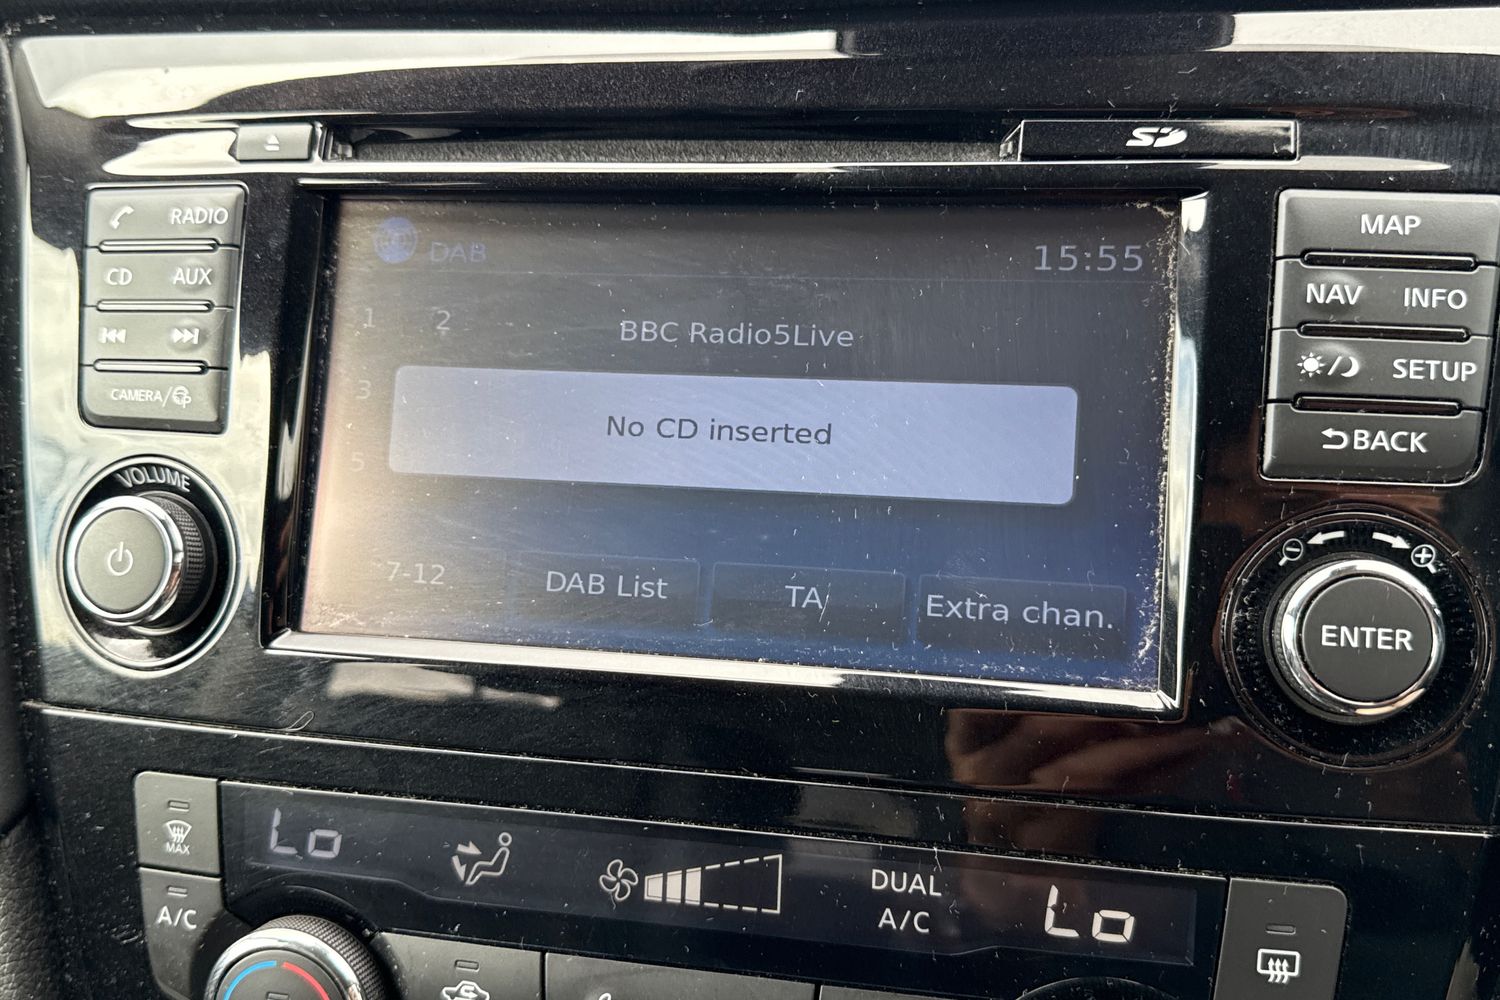 SD
RADIO
CD AUX
CAMERA/
VOLUME
DAB 15:55
1 2 BBC Radio5Live
3
No CD inserted
5
7-12 DAB List TA Extra chan.
MAP
NAV INFO
/ SETUP
BACK
ENTER
MAX
A/C
Lo DUAL Lo
A/C